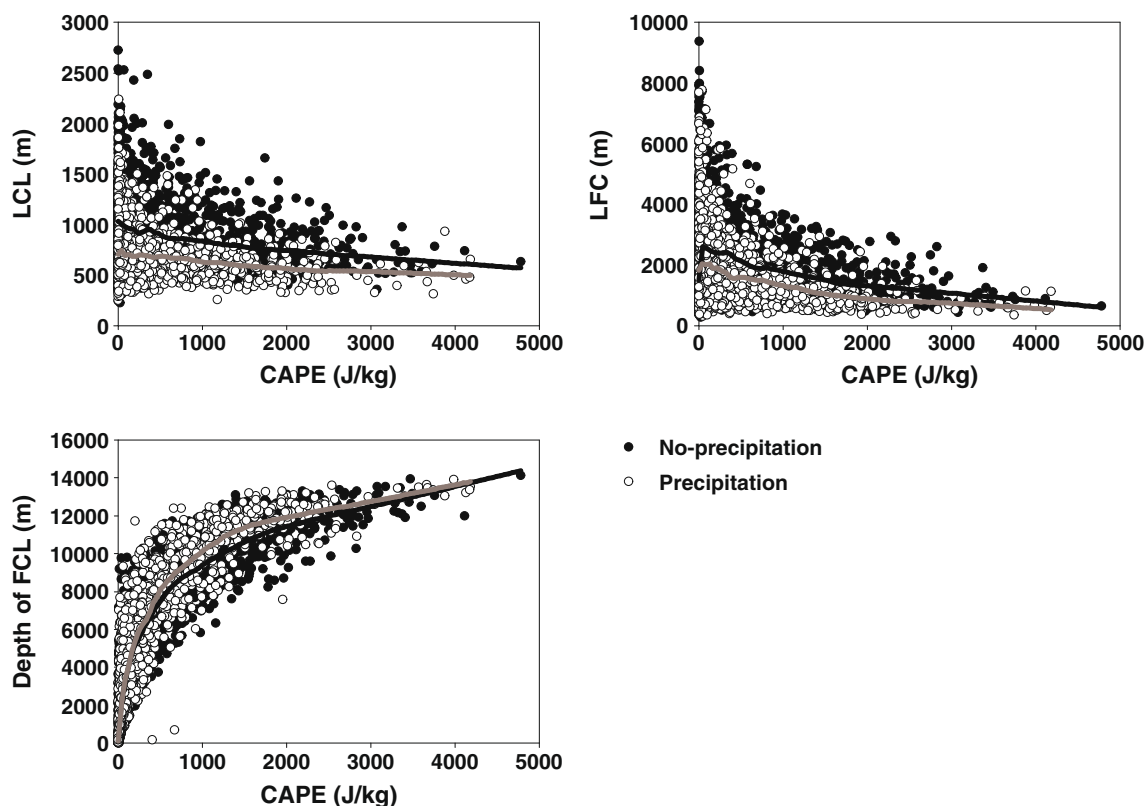 3000
2500
2000
1500
1000
500
0
LCL (m)
0 1000 2000 3000 4000 5000
CAPE (J/kg)
10000
8000
6000
4000
2000
0
LFC (m)
0 1000 2000 3000 4000 5000
CAPE (J/kg)
16000
14000
12000
10000
8000
6000
4000
2000
0
Depth of FCL (m)
0 1000 2000 3000 4000 5000
CAPE (J/kg)
No-precipitation
Precipitation